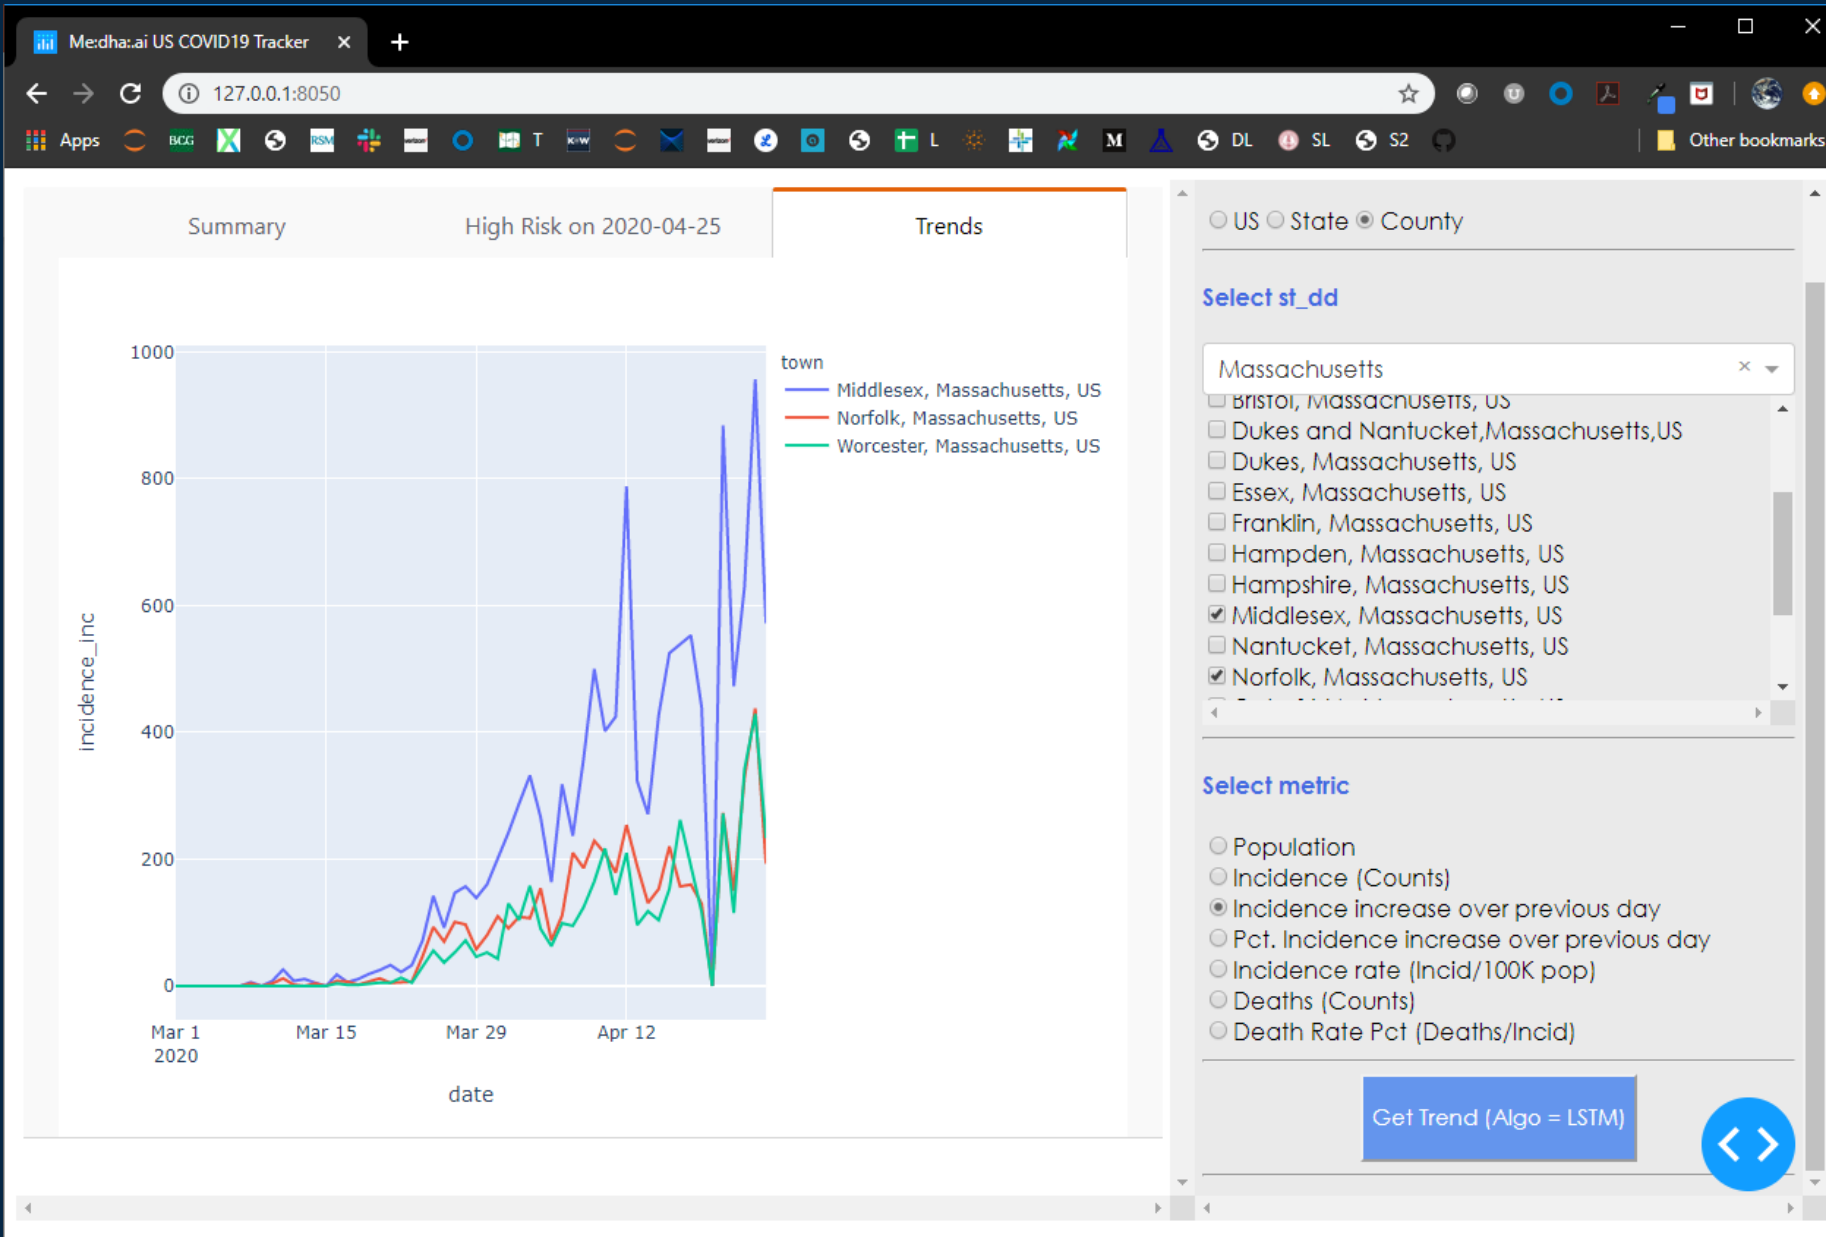 Me:dha:.ai US COVID19 Tracker
127.0.0.1:8050
Apps
BCG
RSM
T
K*W
L
M
DL
SL
S2
Other bookmarks
Summary
High Risk on 2020-04-25
Trends
1000
800
600
400
200
0
incidence_inc
Mar 1
2020
Mar 15
Mar 29
Apr 12
date
town
Middlesex, Massachusetts, US
Norfolk, Massachusetts, US
Worcester, Massachusetts, US
US State County
Select st_dd
Massachusetts
Bristol, Massachusetts, US
Dukes and Nantucket,Massachusetts,US
Dukes, Massachusetts, US
Essex, Massachusetts, US
Franklin, Massachusetts, US
Hampden, Massachusetts, US
Hampshire, Massachusetts, US
Middlesex, Massachusetts, US
Nantucket, Massachusetts, US
Norfolk, Massachusetts, US
Select metric
Population
Incidence (Counts)
Incidence increase over previous day
Pct. Incidence increase over previous day
Incidence rate (Incid/100K pop)
Deaths (Counts)
Death Rate Pct (Deaths/Incid)
Get Trend (Algo = LSTM)